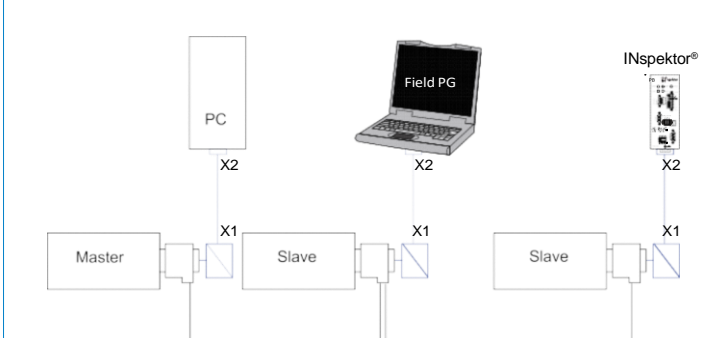 INspektor®
Field PG
PC
X2
X2
X2
X1
X1
X1
Master
Slave
Slave